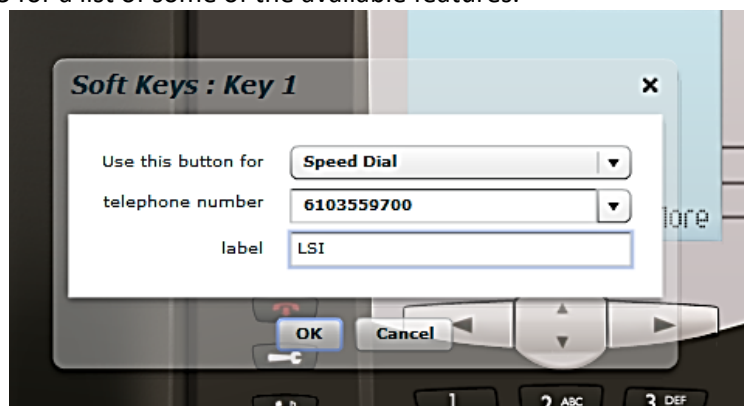 for a list of some of the available features.
Soft Keys : Key 1
Use this button for Speed Dial
telephone number 6103559700
label LSI
OK Cancel
1 2 ABC 3 DEF